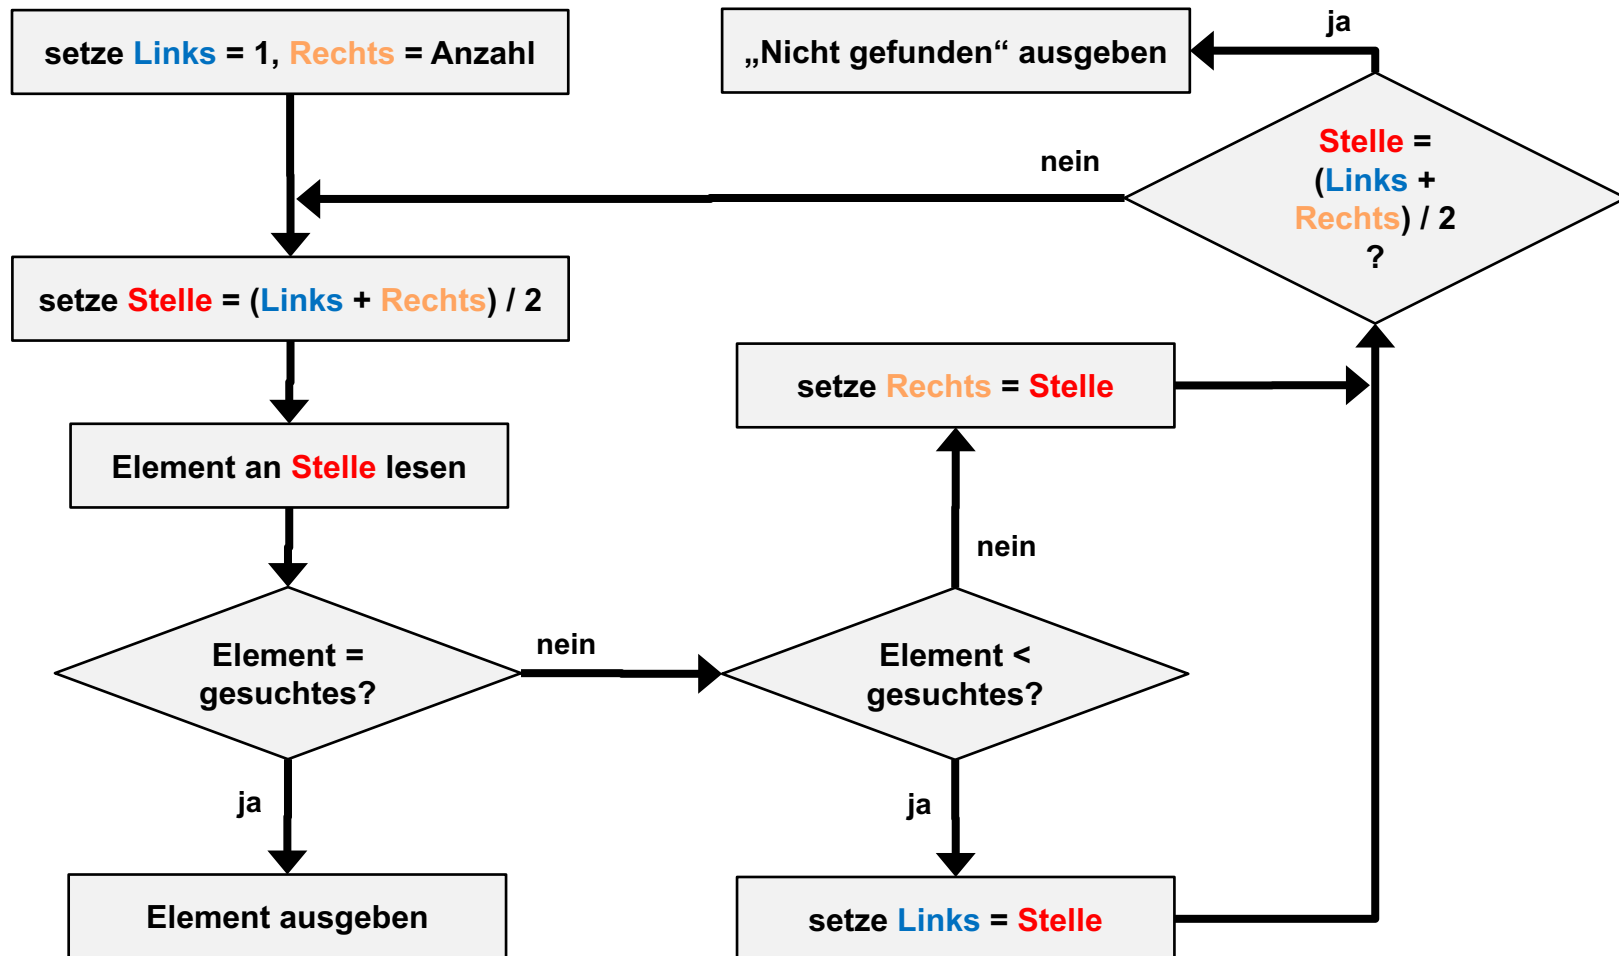 setze Links = 1, Rechts = Anzahl
„Nicht gefunden“ ausgeben
ja
Stelle =
(Links +
Rechts) / 2
?
nein
setze Stelle = (Links + Rechts) / 2
setze Rechts = Stelle
Element an Stelle lesen
nein
Element =
gesuchtes?
nein
Element <
gesuchtes?
ja
ja
Element ausgeben
setze Links = Stelle